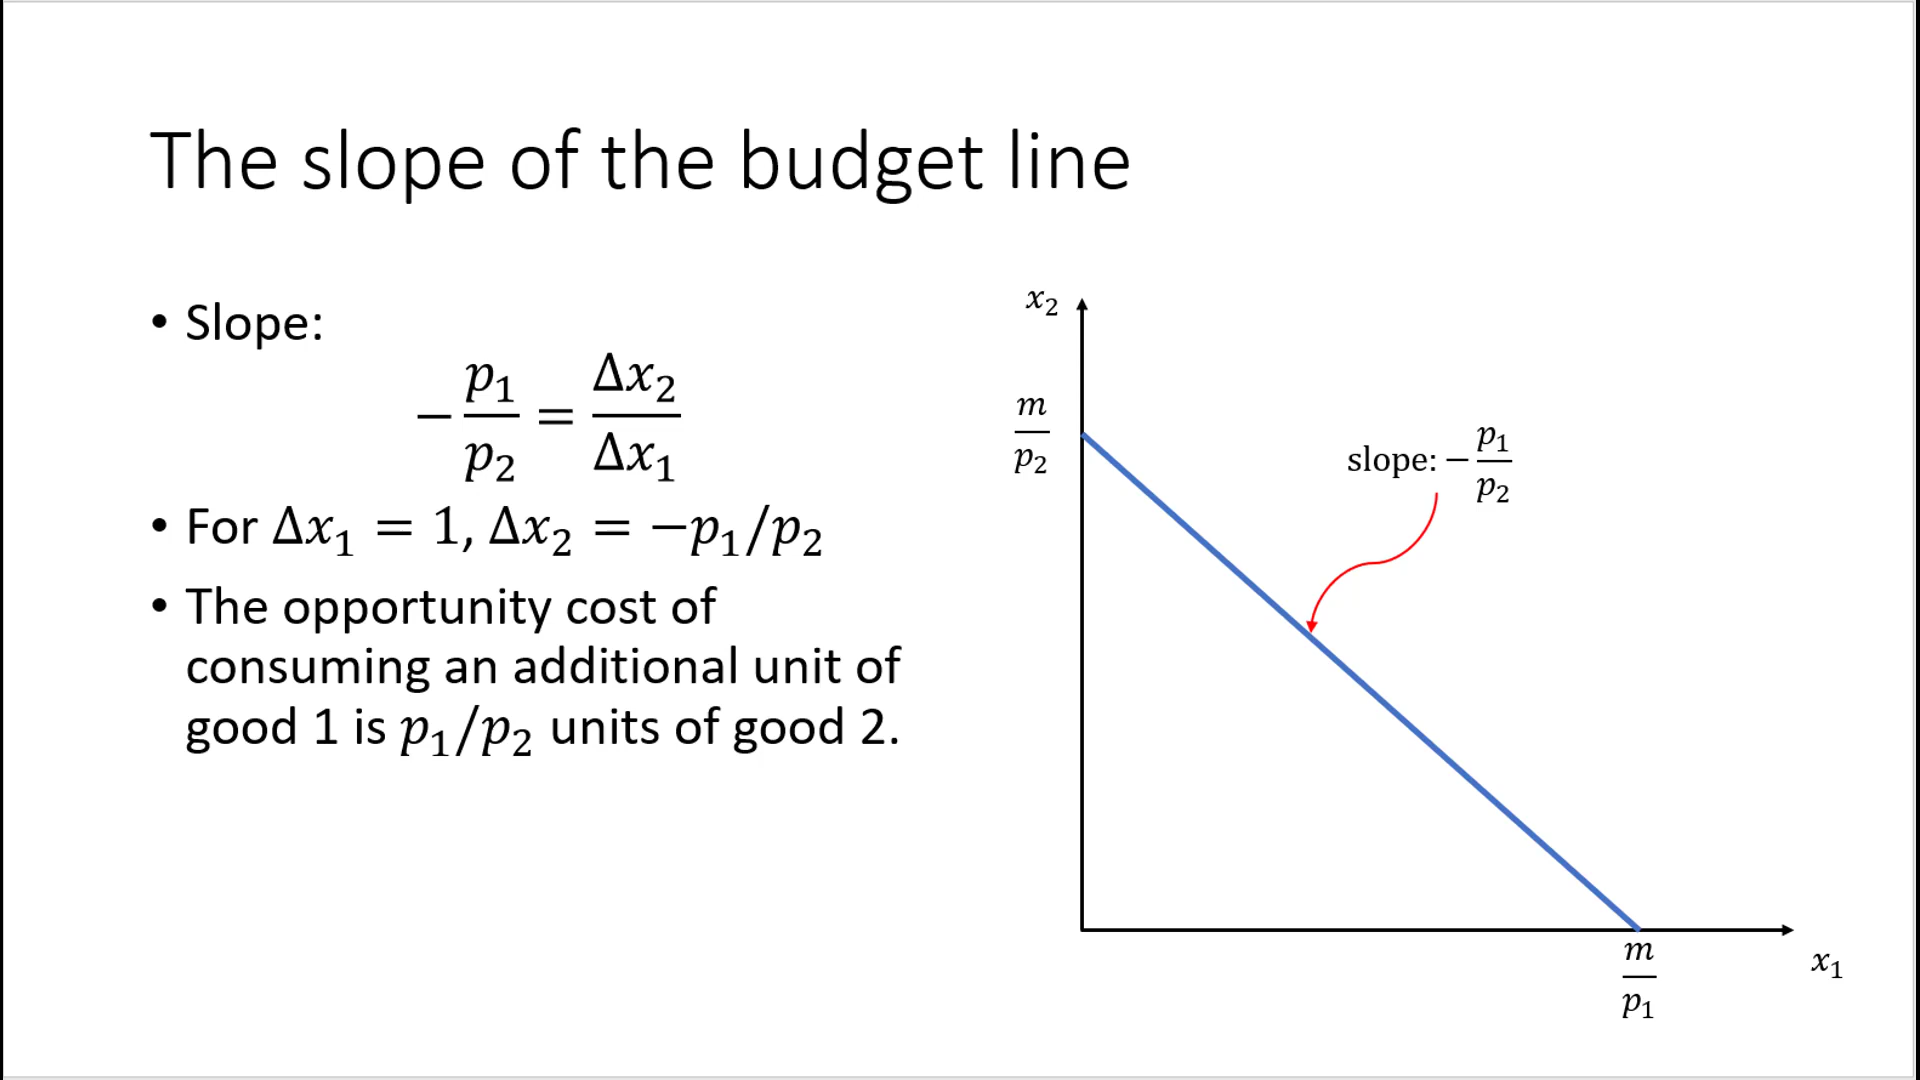 The slope of the budget line
• Slope:
−p₁/p₂ = Δx₂/Δx₁
• For Δx₁ = 1, Δx₂ = −p₁/p₂
• The opportunity cost of
consuming an additional unit of
good 1 is p₁/p₂ units of good 2.
x₂
m/p₂
slope: −p₁/p₂
m/p₁
x₁